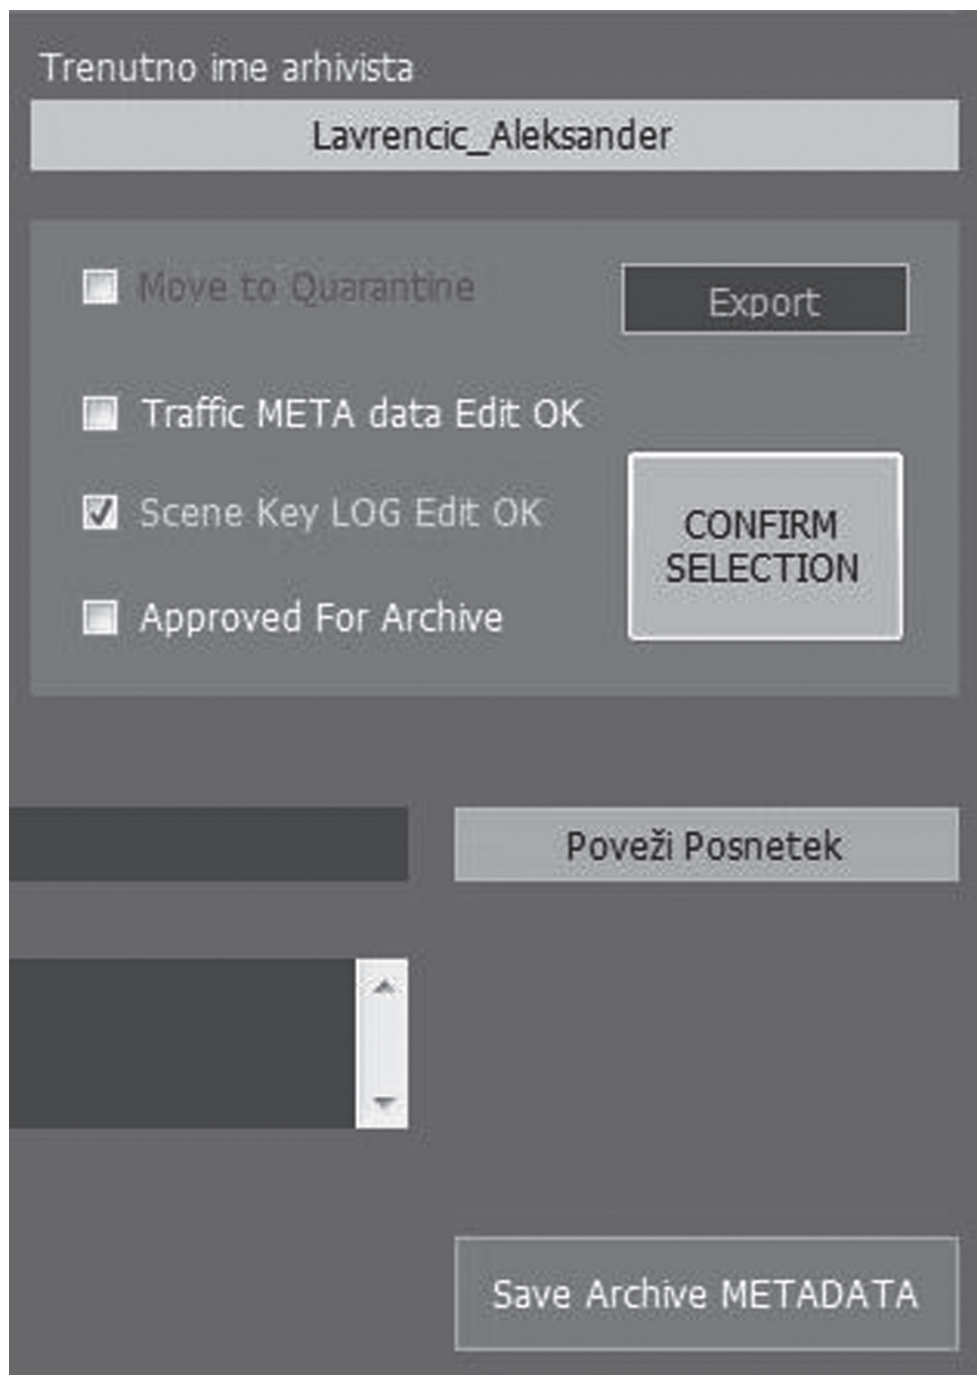 Trenutno ime arhivista
Lavrencic_Aleksander
Move to Quarantine
Export
Traffic META data Edit OK
Scene Key LOG Edit OK
CONFIRM
SELECTION
Approved For Archive
Poveži Posnetek
Save Archive METADATA